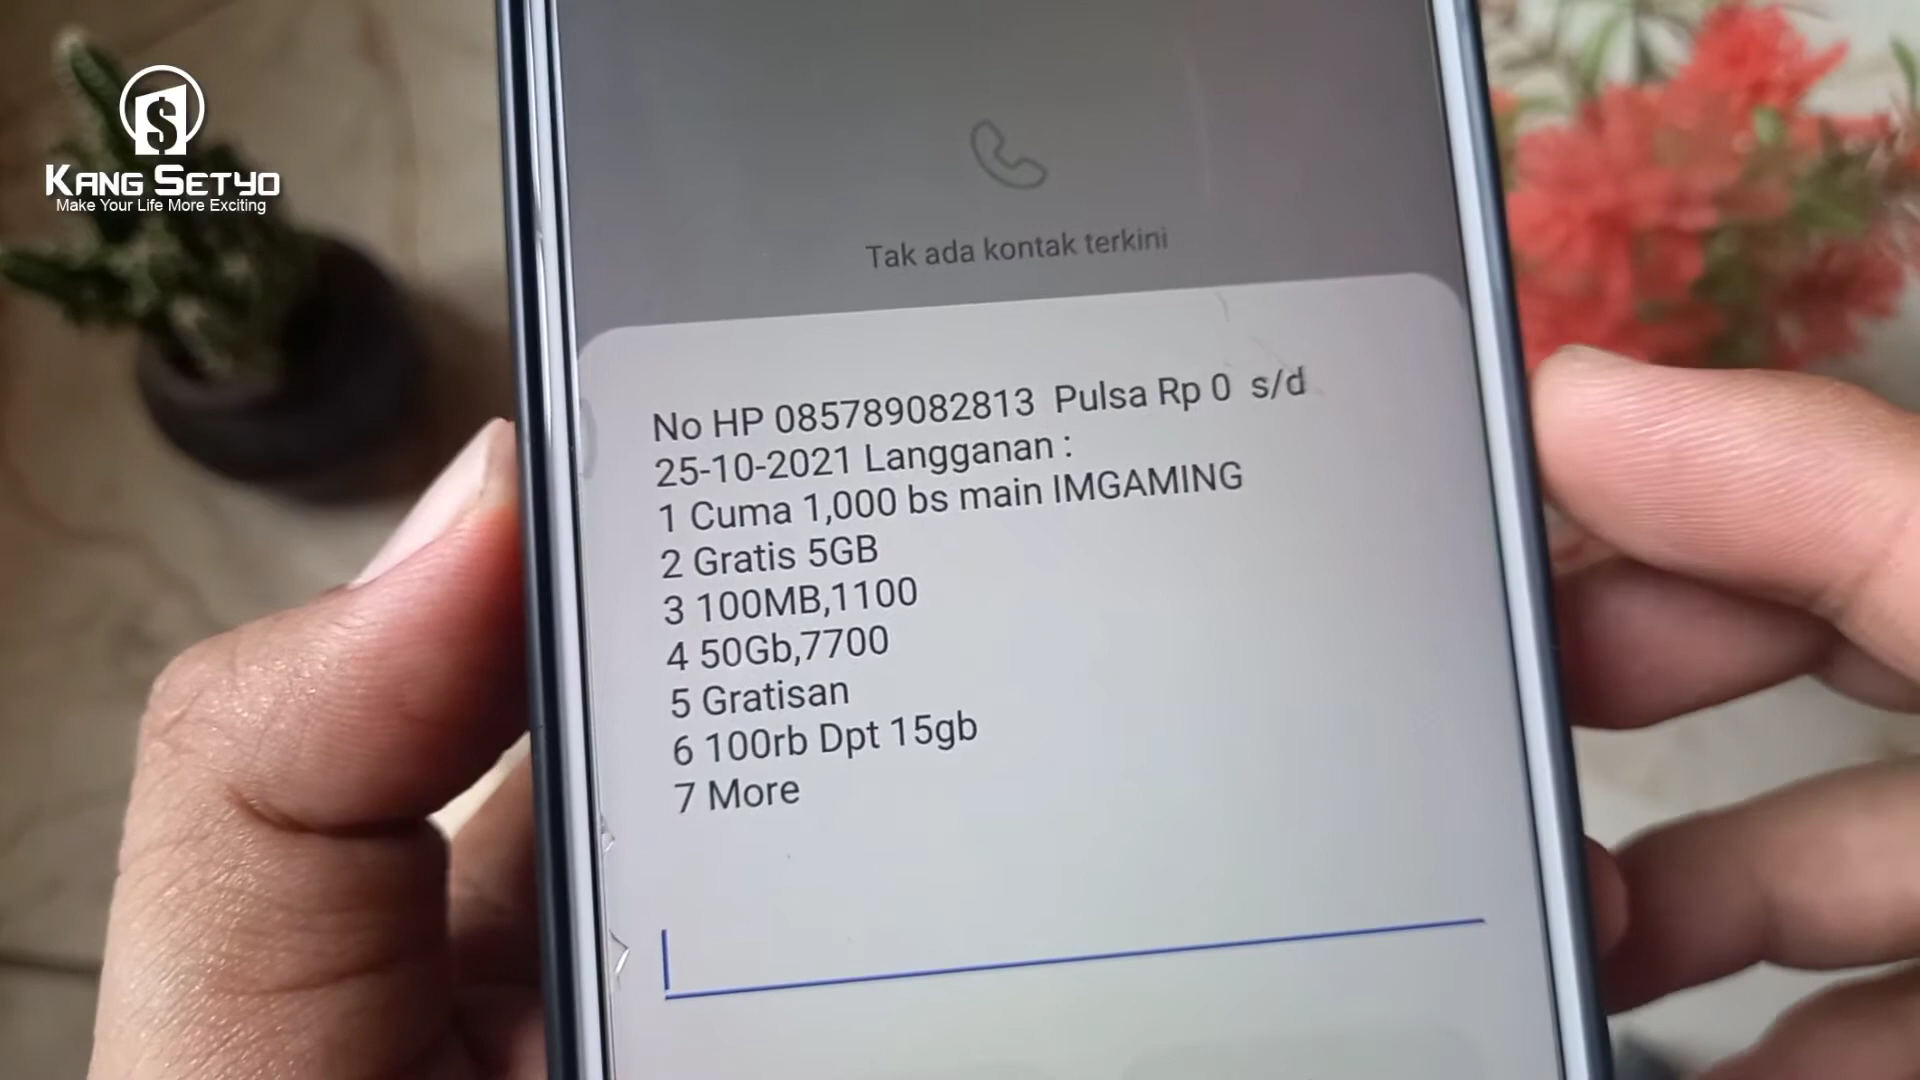 $
KANG SETYO
Make Your Life More Exciting
Tak ada kontak terkini
No HP 085789082813 Pulsa Rp 0 s/d
25-10-2021 Langganan :
1 Cuma 1,000 bs main IMGAMING
2 Gratis 5GB
3 100MB,1100
4 50Gb,7700
5 Gratisan
6 100rb Dpt 15gb
7 More